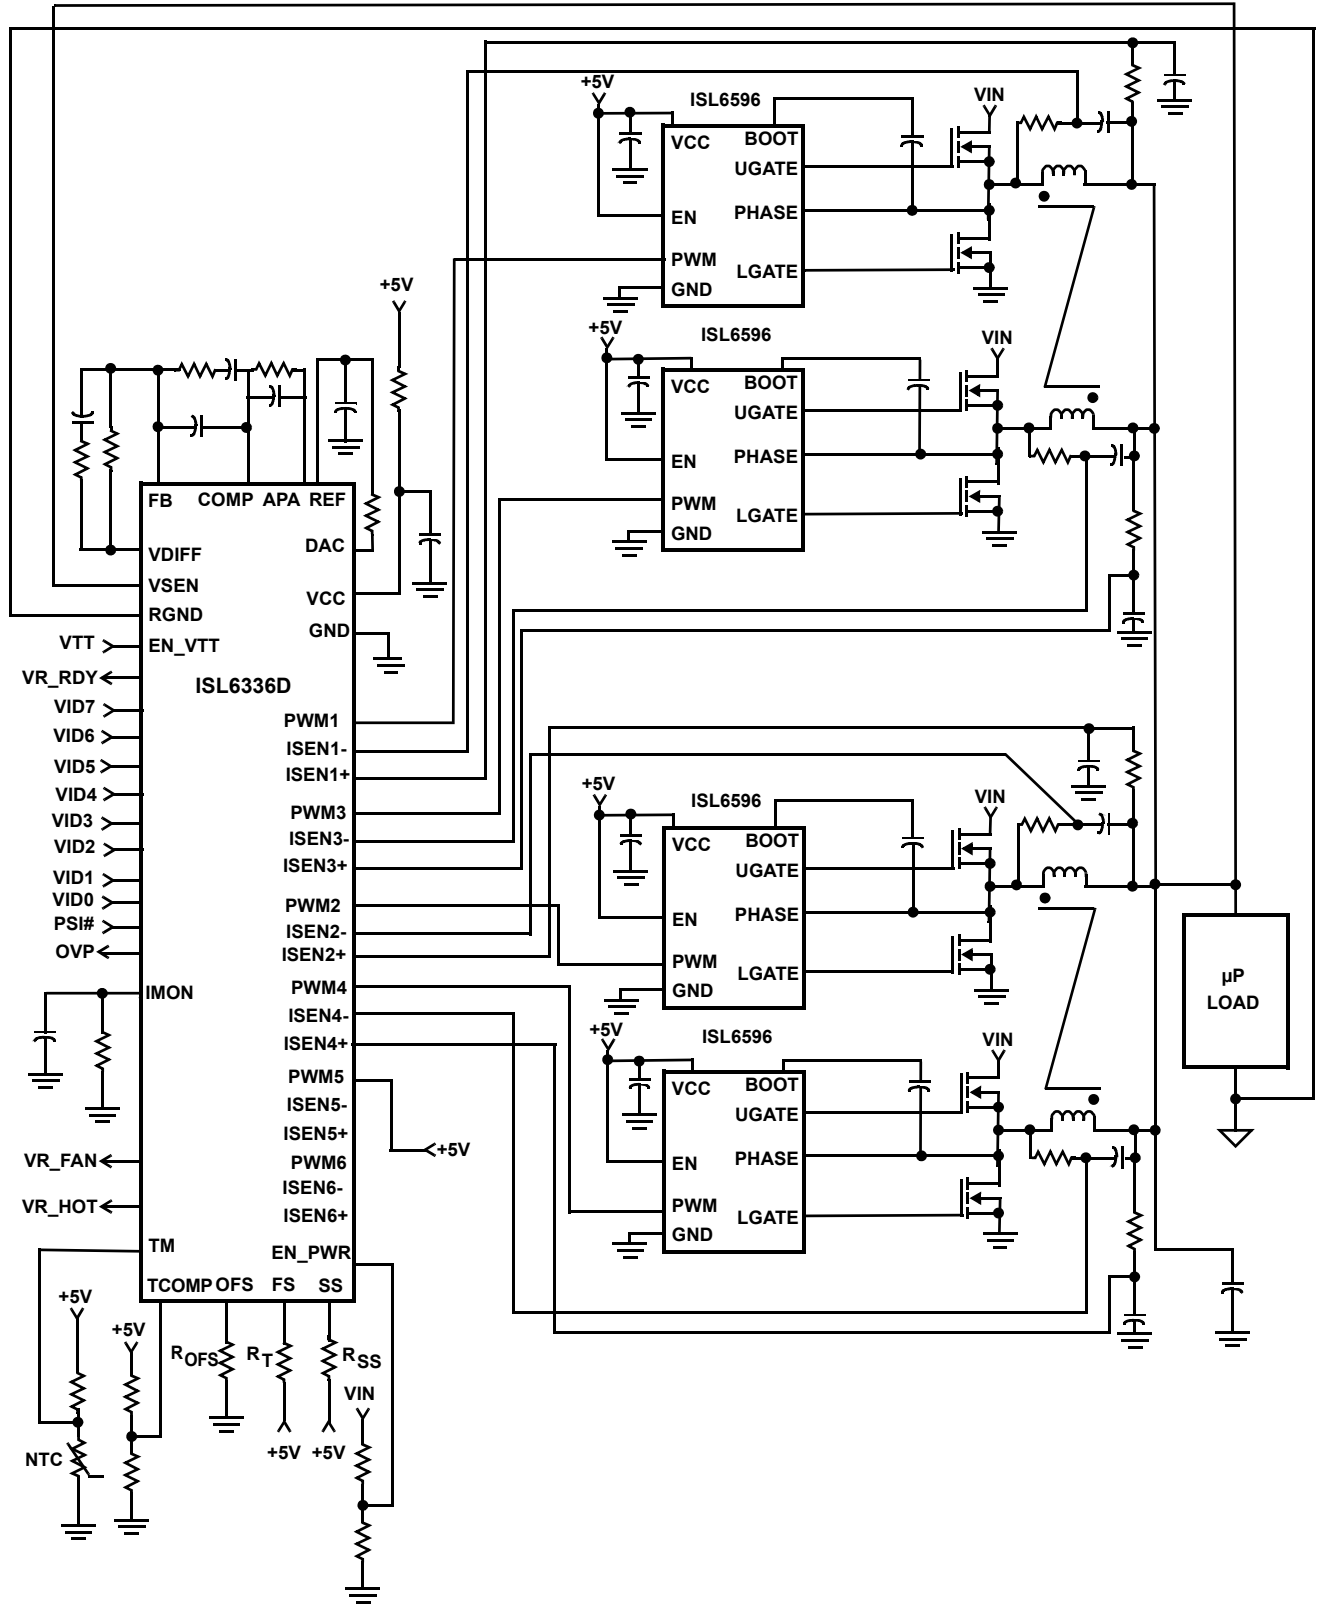 +5V
ISL6596
VIN
VCC
BOOT
UGATE
EN
PHASE
PWM
LGATE
GND
+5V
ISL6596
VIN
VCC
BOOT
UGATE
EN
PHASE
PWM
LGATE
GND
+5V
FB
COMP
APA
REF
VDIFF
DAC
VSEN
VCC
RGND
GND
VTT
EN_VTT
VR_RDY
ISL6336D
VID7
VID6
VID5
VID4
VID3
VID2
VID1
VID0
PSI#
OVP
IMON
PWM1
ISEN1-
ISEN1+
PWM3
ISEN3-
ISEN3+
PWM2
ISEN2-
ISEN2+
PWM4
ISEN4-
ISEN4+
PWM5
ISEN5-
ISEN5+
PWM6
ISEN6-
ISEN6+
+5V
VR_FAN
VR_HOT
TM
EN_PWR
TCOMP
OFS
FS
SS
+5V
ISL6596
VIN
VCC
BOOT
UGATE
EN
PHASE
PWM
LGATE
GND
+5V
ISL6596
VIN
VCC
BOOT
UGATE
EN
PHASE
PWM
LGATE
GND
µP
LOAD
+5V
+5V
ROFS
RT
RSS
VIN
NTC
+5V
+5V